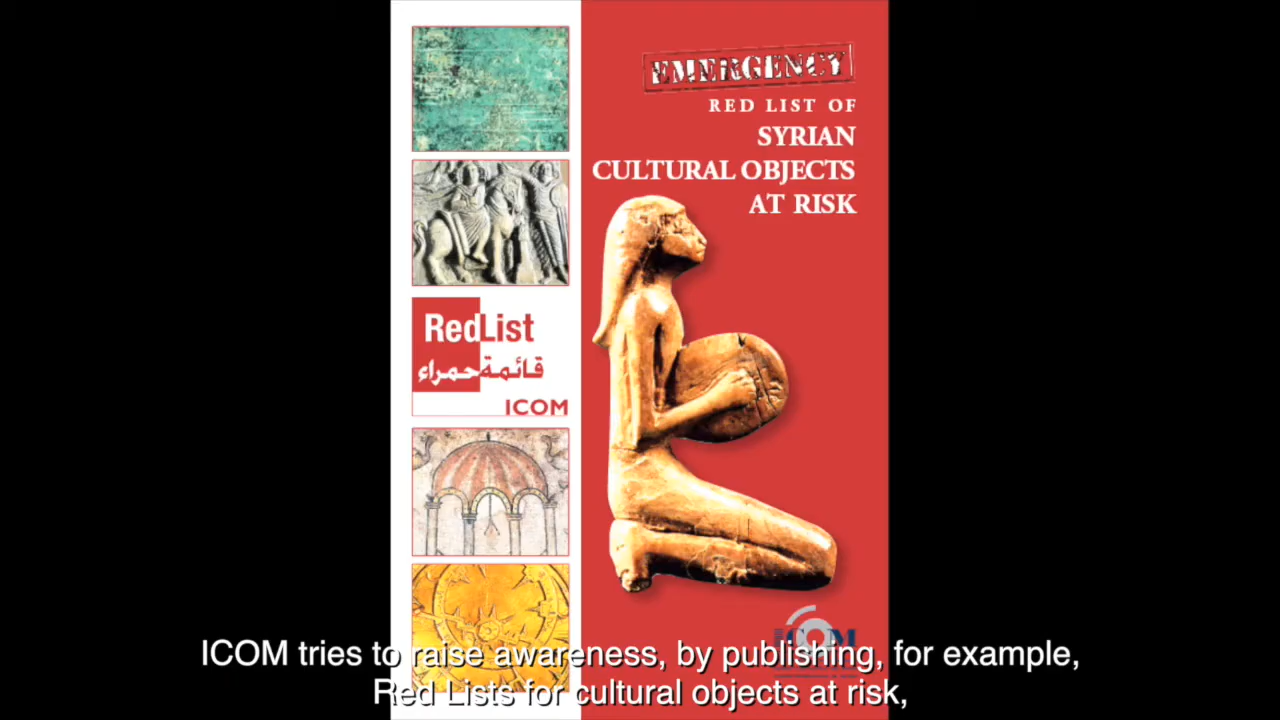 EMERGENCY
RED LIST OF
SYRIAN
CULTURAL OBJECTS
AT RISK
RedList
قائمة حمراء
ICOM
ICOM
ICOM tries to raise awareness, by publishing, for example,
Red Lists for cultural objects at risk,